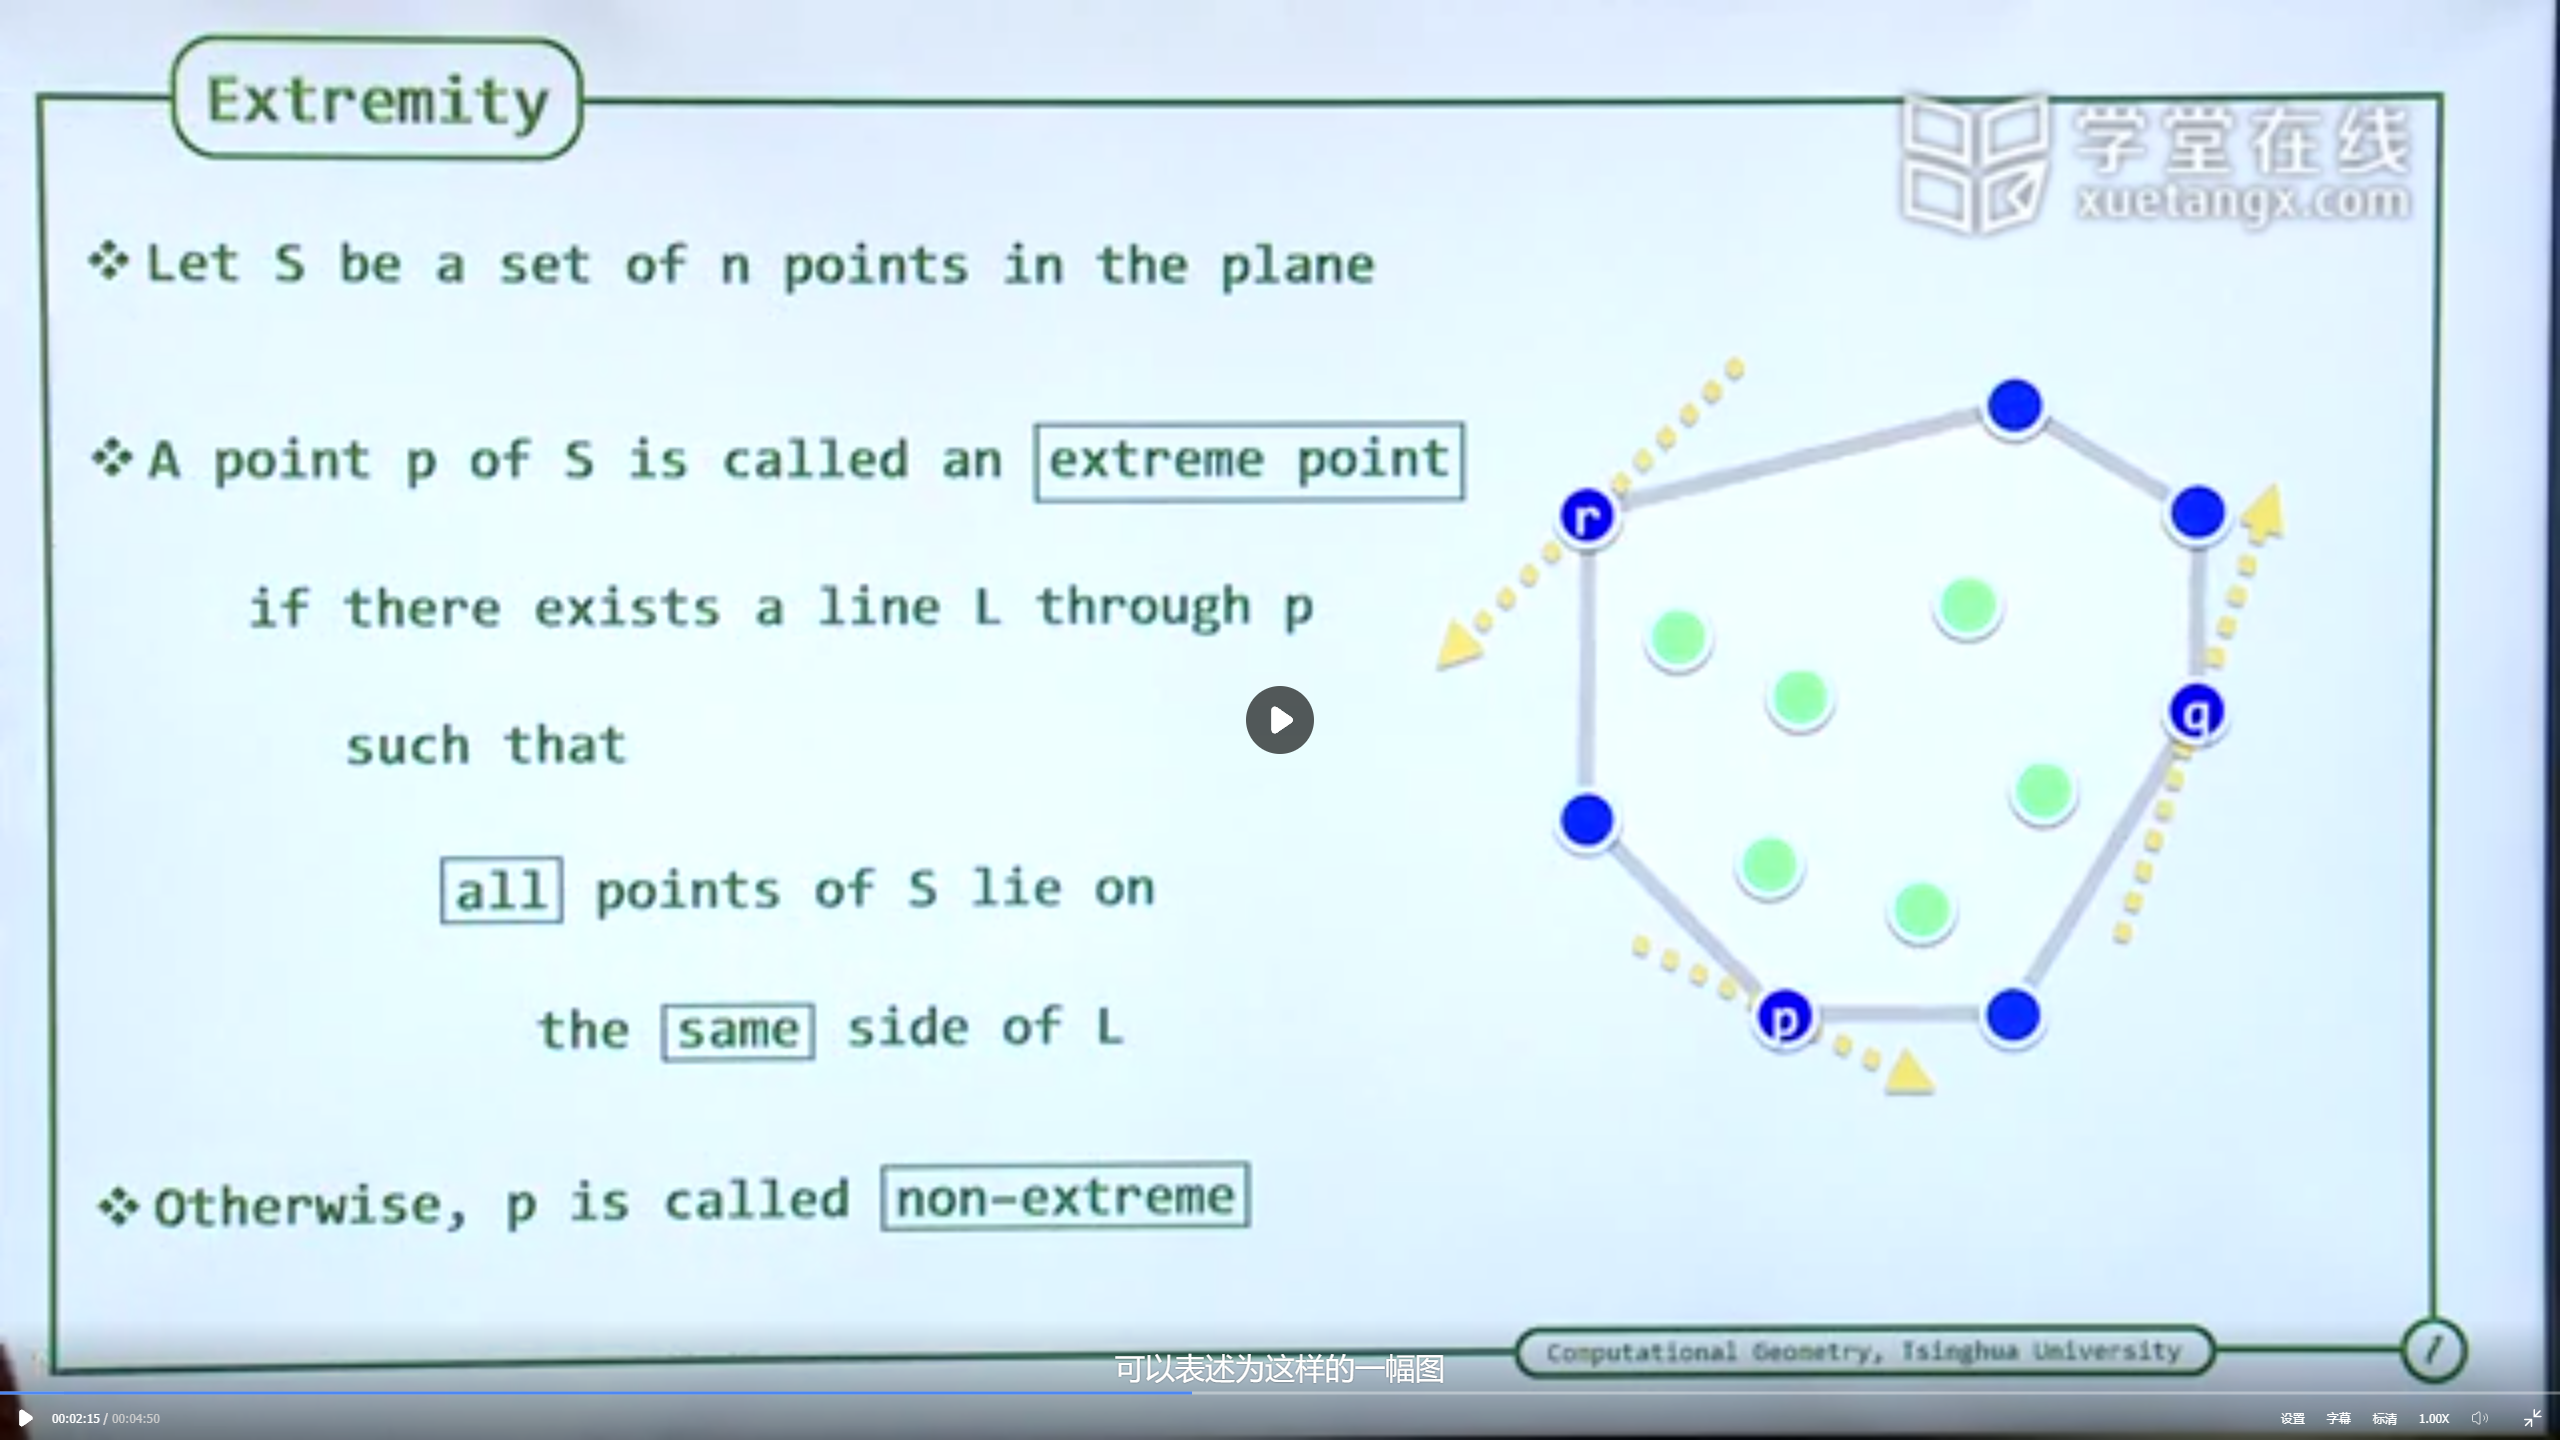 Extremity
学堂在线
xuetangx.com
❖Let S be a set of n points in the plane
❖A point p of S is called an extreme point
if there exists a line L through p
such that
all points of S lie on
the same side of L
❖Otherwise, p is called non-extreme
r
q
p
Computational Geometry, Tsinghua University
7
可以表述为这样的一幅图
00:02:15 / 00:04:50
设置 字幕 标清 1.00X